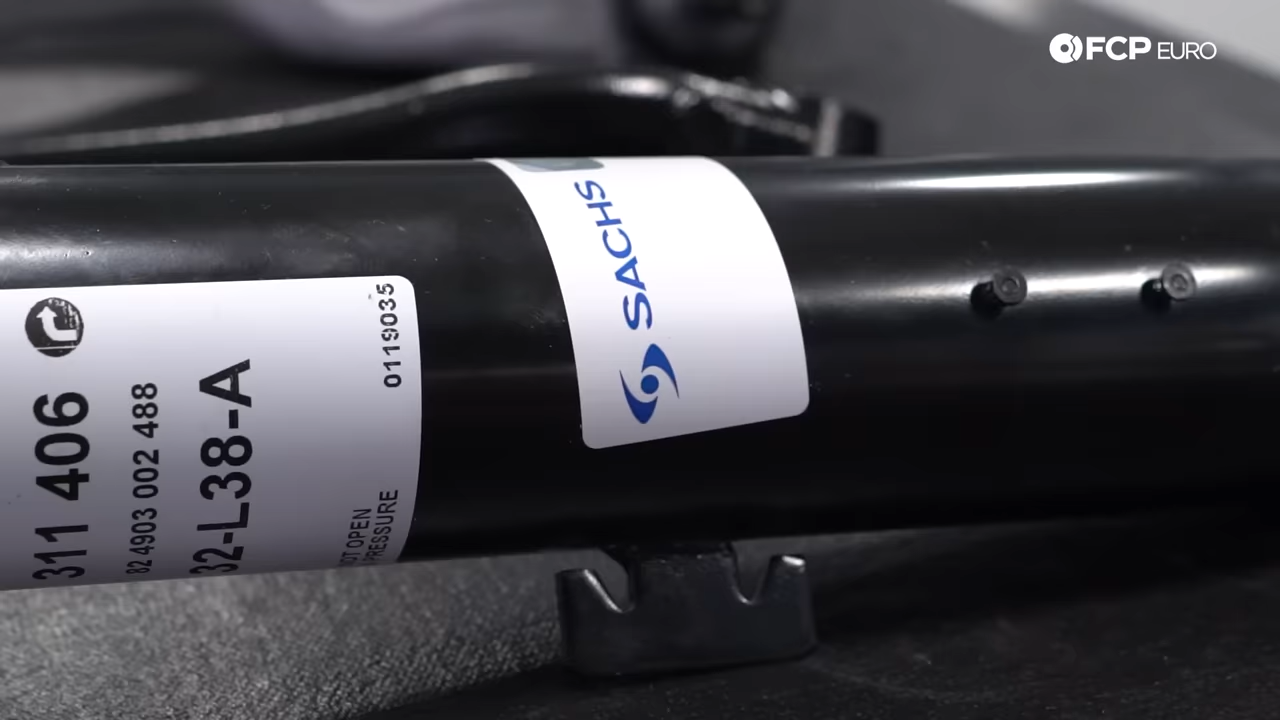 FCP EURO
SACHS
0119035
311 406
82 4903 002 488
32-L38-A
OT OPEN
PRESSURE